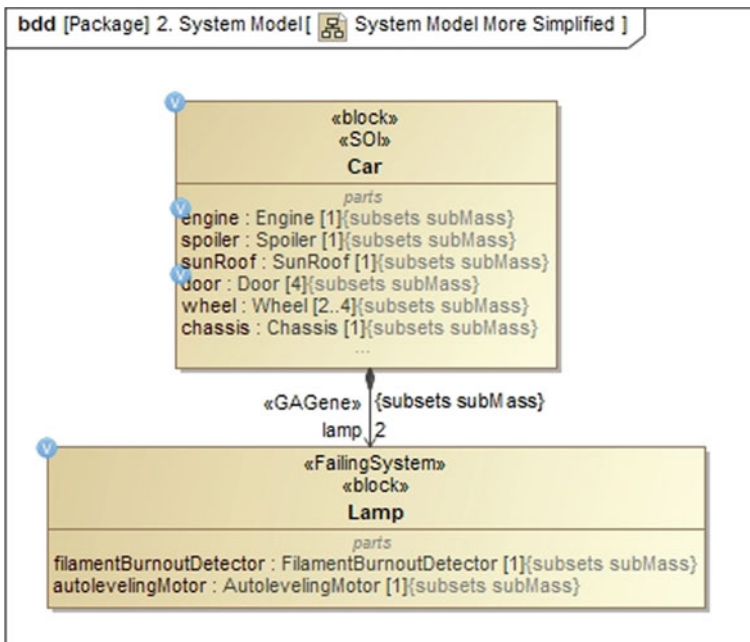 bdd [Package] 2. System Model[ System Model More Simplified ]
V
«block»
«SOI»
Car
parts
V
engine : Engine [1]{subsets subMass}
spoiler : Spoiler [1]{subsets subMass}
sunRoof : SunRoof [1]{subsets subMass}
V
door : Door [4]{subsets subMass}
wheel : Wheel [2..4]{subsets subMass}
chassis : Chassis [1]{subsets subMass}
...
«GAGene» {subsets subMass}
lamp 2
V
«FailingSystem»
«block»
Lamp
parts
filamentBurnoutDetector : FilamentBurnoutDetector [1]{subsets subMass}
autolevelingMotor : AutolevelingMotor [1]{subsets subMass}